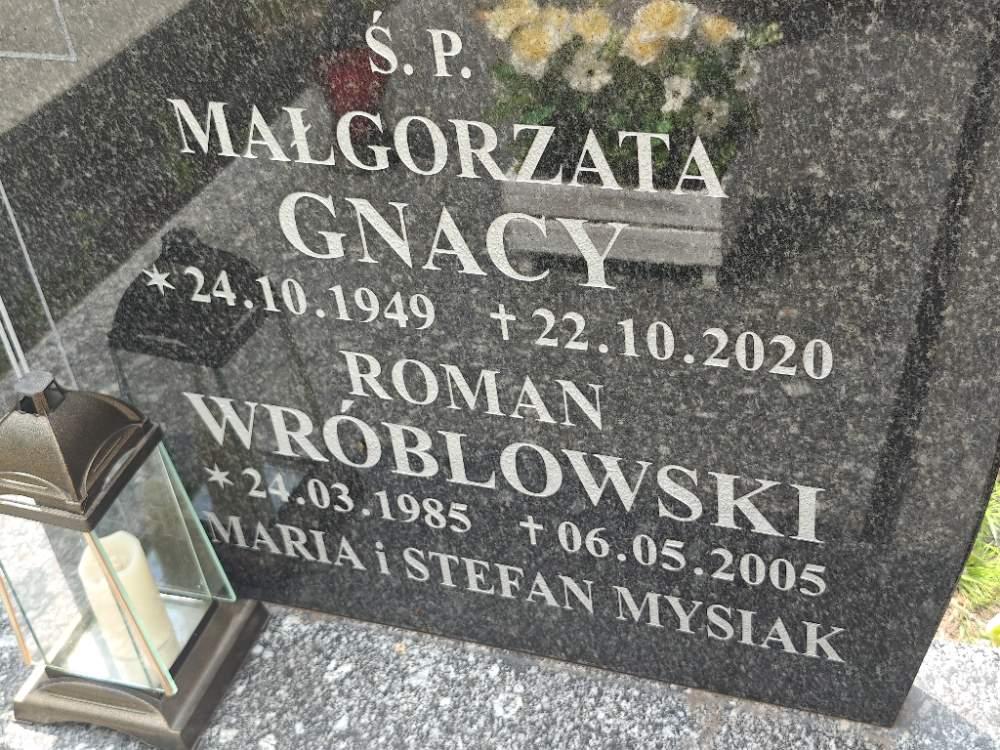 Ś. P.
MAŁGORZATA
GNACY
✶ 24.10.1949 † 22.10.2020
ROMAN
WRÓBLOWSKI
✶ 24.03.1985 † 06.05.2005
MARIA i STEFAN MYSIAK